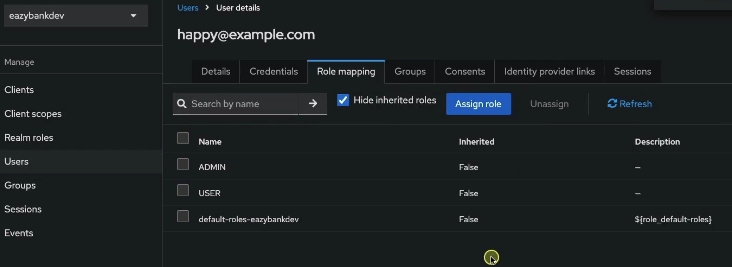 eazybankdev
Users > User details
happy@example.com
Manage
Details Credentials Role mapping Groups Consents Identity provider links Sessions
Clients
Search by name Hide inherited roles Assign role Unassign Refresh
Client scopes
Realm roles
Name Inherited Description
Users
ADMIN False –
Groups
USER False –
Sessions
default-roles-eazybankdev False ${role_default-roles}
Events